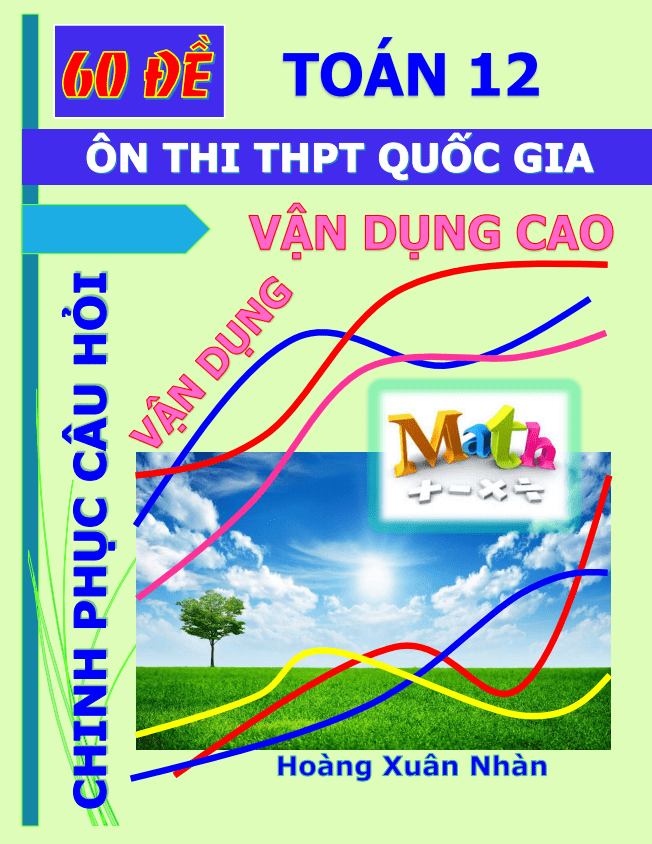 60 ĐỀ
TOÁN 12
ÔN THI THPT QUỐC GIA
VẬN DỤNG CAO
VẬN DỤNG
CHINH PHỤC CÂU HỎI
Math
+-×÷
Hoàng Xuân Nhàn